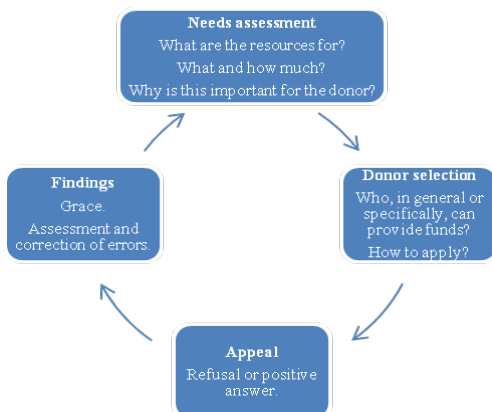 Needs assessment
What are the resources for?
What and how much?
Why is this important for the donor?
Donor selection
Who, in general or
specifically, can
provide funds?
How to apply?
Appeal
Refusal or positive
answer.
Findings
Grace.
Assessment and
correction of errors.